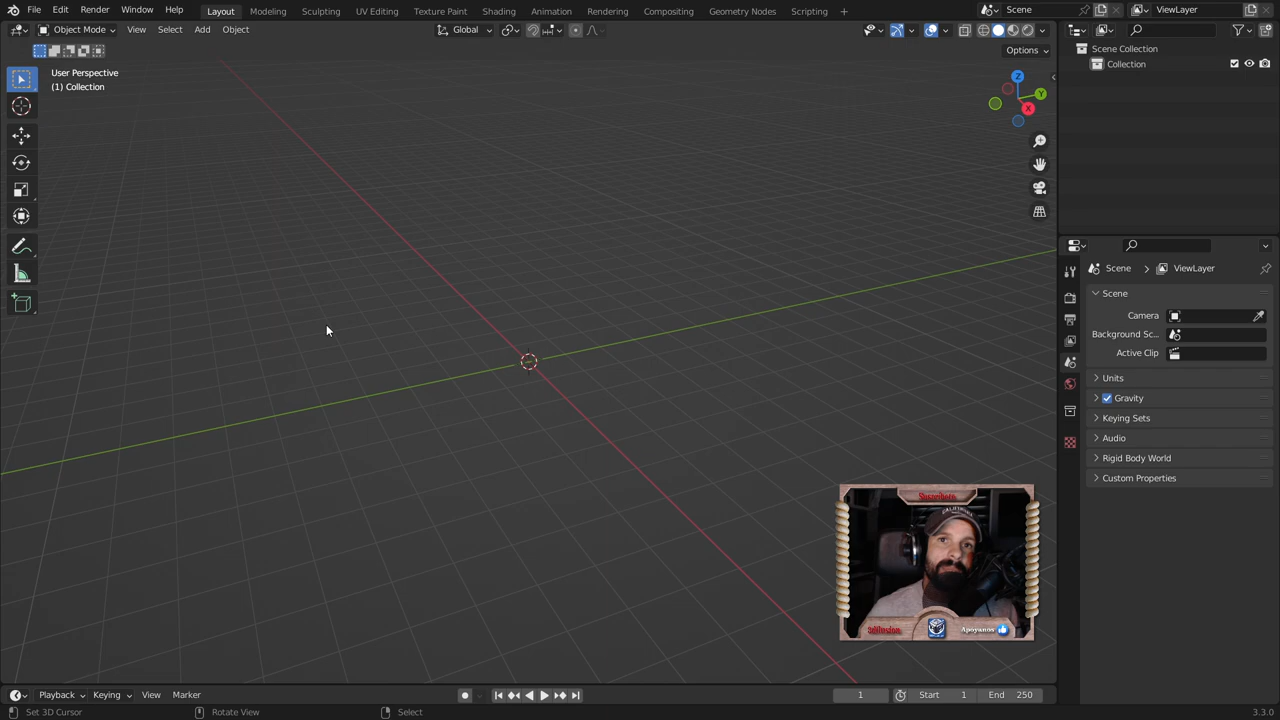 File Edit Render Window Help Layout Modeling Sculpting UV Editing Texture Paint Shading Animation Rendering Compositing Geometry Nodes Scripting + Scene ViewLayer
Object Mode View Select Add Object Global
Options
User Perspective
(1) Collection
Z
Y
X
Scene Collection
Collection
Scene > ViewLayer
Scene
Camera
Background Sc...
Active Clip
Units
Gravity
Keying Sets
Audio
Rigid Body World
Custom Properties
CALIFORNIA
Apoyanos
Playback Keying View Marker 1 Start 1 End 250
Set 3D Cursor Rotate View Select 3.3.0